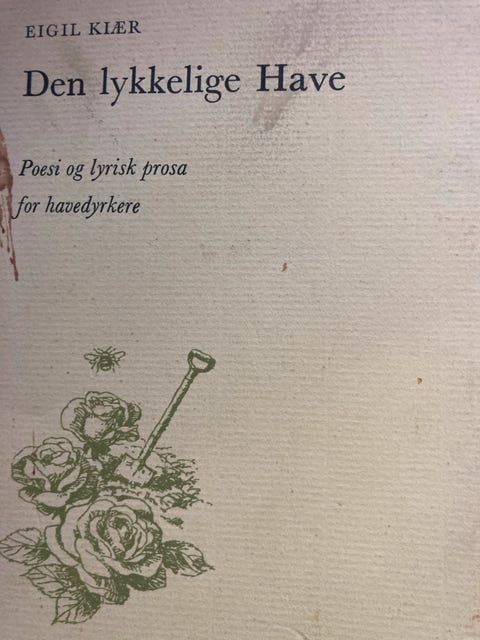 EIGIL KIÆR
Den lykkelige Have
Poesi og lyrisk prosa
for havedyrkere